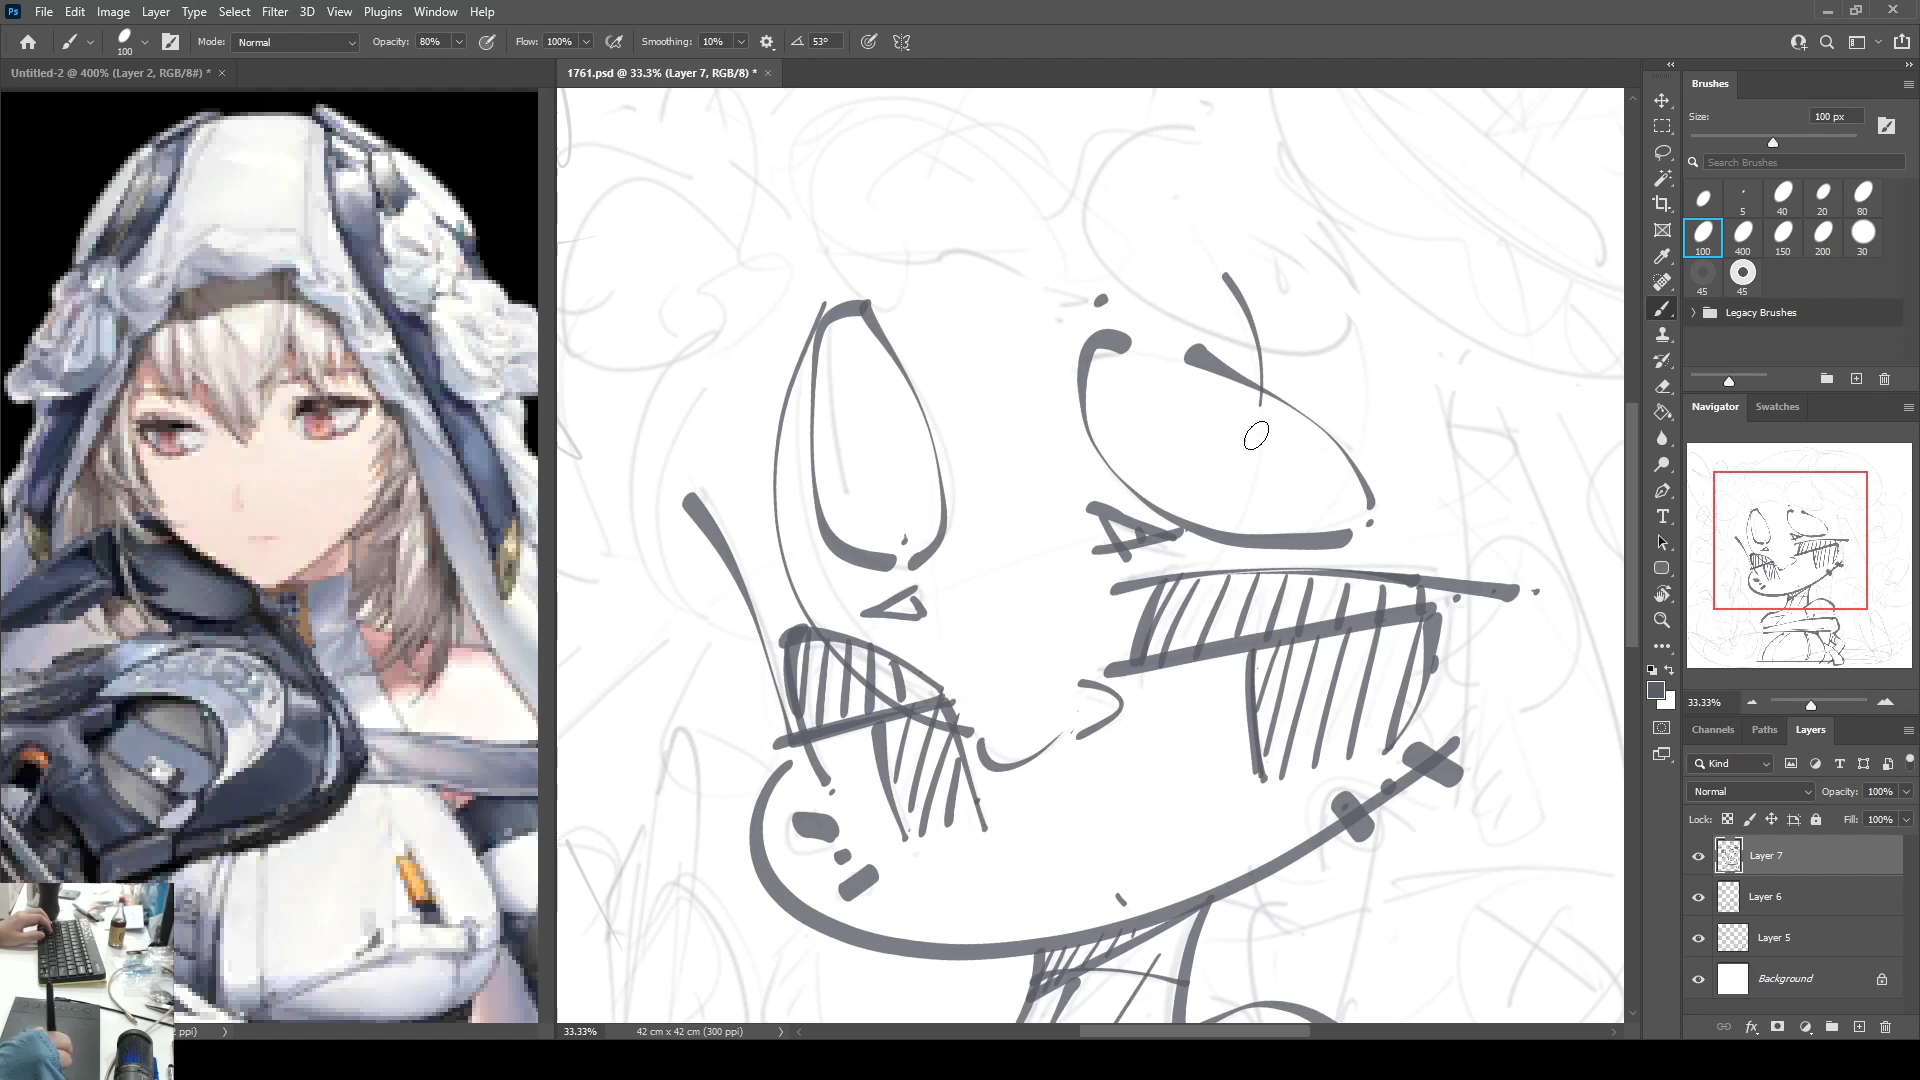 Ps File Edit Image Layer Type Select Filter 3D View Plugins Window Help
100 Mode: Normal Opacity: 80% Flow: 100% Smoothing: 10% 53°
Untitled-2 @ 400% (Layer 2, RGB/8#) * × 1761.psd @ 33.3% (Layer 7, RGB/8) * ×
Brushes
Size: 100 px
Search Brushes
5 40 20 80
100 400 150 200 30
45 45
Legacy Brushes
Navigator Swatches
33.33%
Channels Paths Layers
Kind
Normal Opacity: 100%
Lock: Fill: 100%
Layer 7
Layer 6
Layer 5
Background
ppi) 33.33% 42 cm x 42 cm (300 ppi)
fx